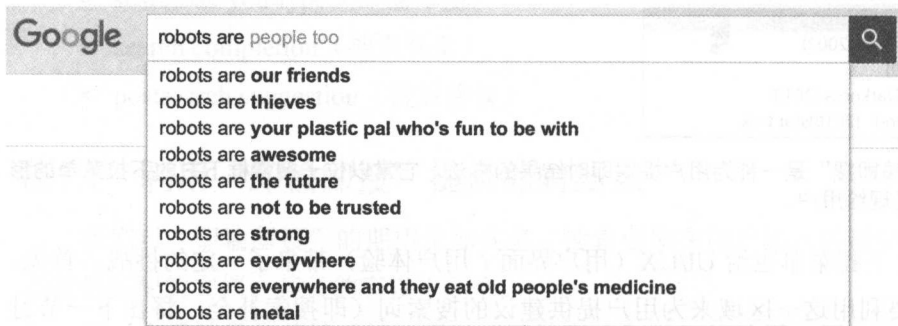 Google
robots are people too
robots are our friends
robots are thieves
robots are your plastic pal who's fun to be with
robots are awesome
robots are the future
robots are not to be trusted
robots are strong
robots are everywhere
robots are everywhere and they eat old people's medicine
robots are metal